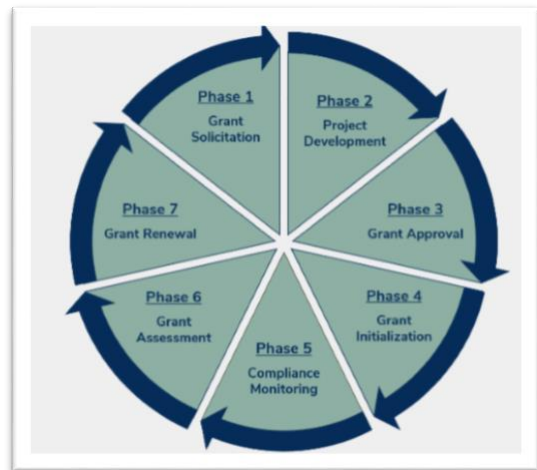 Phase 1
Grant
Solicitation
Phase 2
Project
Development
Phase 3
Grant Approval
Phase 4
Grant
Initialization
Phase 5
Compliance
Monitoring
Phase 6
Grant
Assessment
Phase 7
Grant Renewal